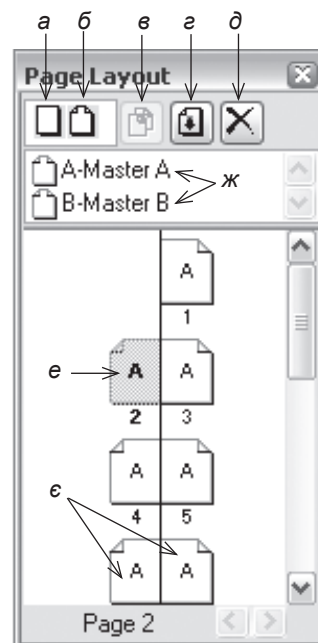 а б в г д
Page Layout
A-Master A
B-Master B
ж
A
1
е
A A
2 3
є
A A
4 5
A A
Page 2